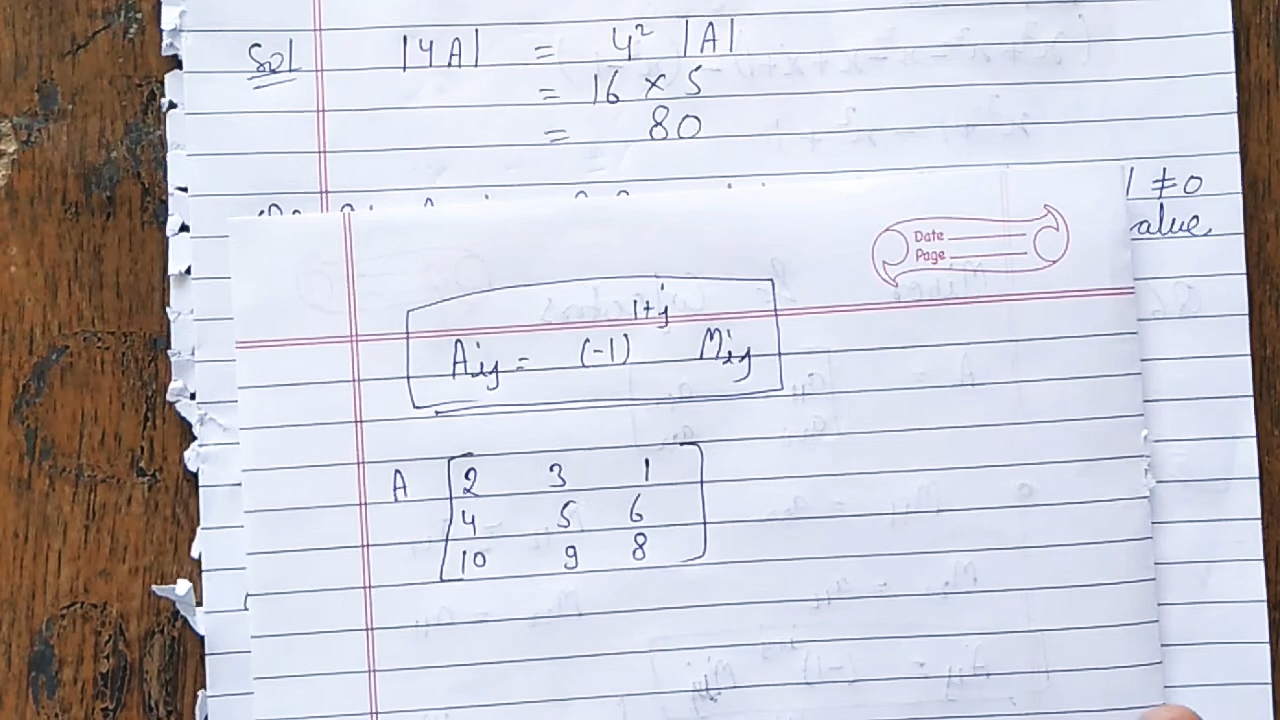 Sol |4A| = 4² |A|
= 16 × 5
= 80
| ≠ 0
alue
Date
Page
Aij = (-1)^1+j Mij
A [2 3 1
4 5 6
10 9 8]